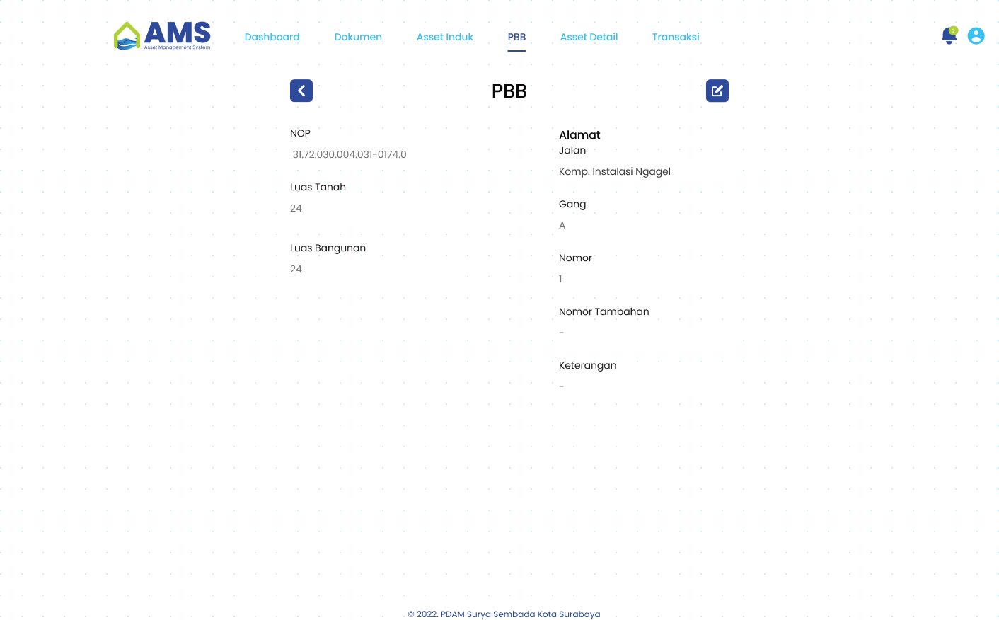 AMS
Asset Management System
Dashboard
Dokumen
Asset Induk
PBB
Asset Detail
Transaksi
2
PBB
NOP
31.72.030.004.031-0174.0
Luas Tanah
24
Luas Bangunan
24
Alamat
Jalan
Komp. Instalasi Ngagel
Gang
A
Nomor
1
Nomor Tambahan
-
Keterangan
-
© 2022. PDAM Surya Sembada Kota Surabaya